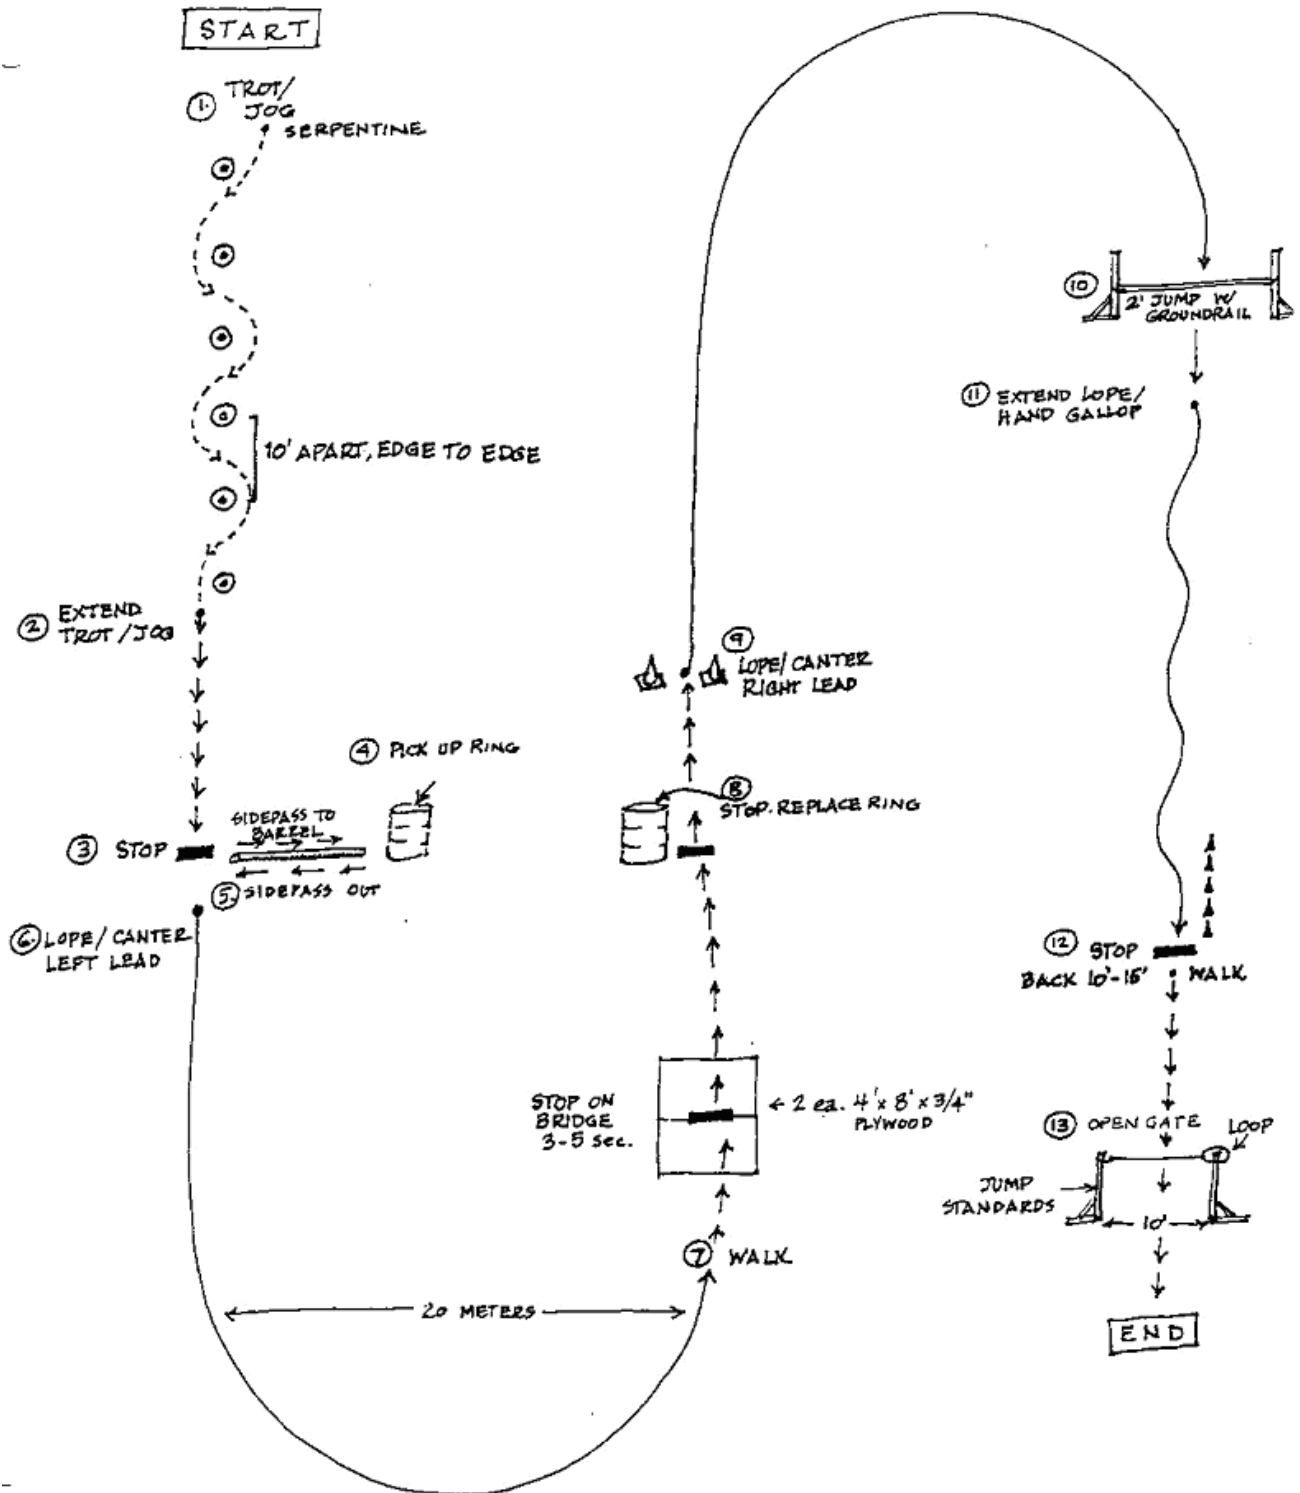 START
1. TROT/
JOG
SERPENTINE
10' APART, EDGE TO EDGE
2 EXTEND
TROT/JOG
3 STOP
SIDEPASS TO
BARREL
4 PICK UP RING
5. SIDEPASS OUT
6. LOPE/CANTER
LEFT LEAD
20 METERS
7 WALK
STOP ON
BRIDGE
3-5 sec.
2 ea. 4'x 8'x 3/4"
PLYWOOD
8
STOP. REPLACE RING
9
LOPE/CANTER
RIGHT LEAD
10
2' JUMP W/
GROUNDRAIL
11 EXTEND LOPE/
HAND GALLOP
12 STOP
BACK 10'-15'
WALK
13 OPEN GATE
LOOP
JUMP
STANDARDS
10'
END